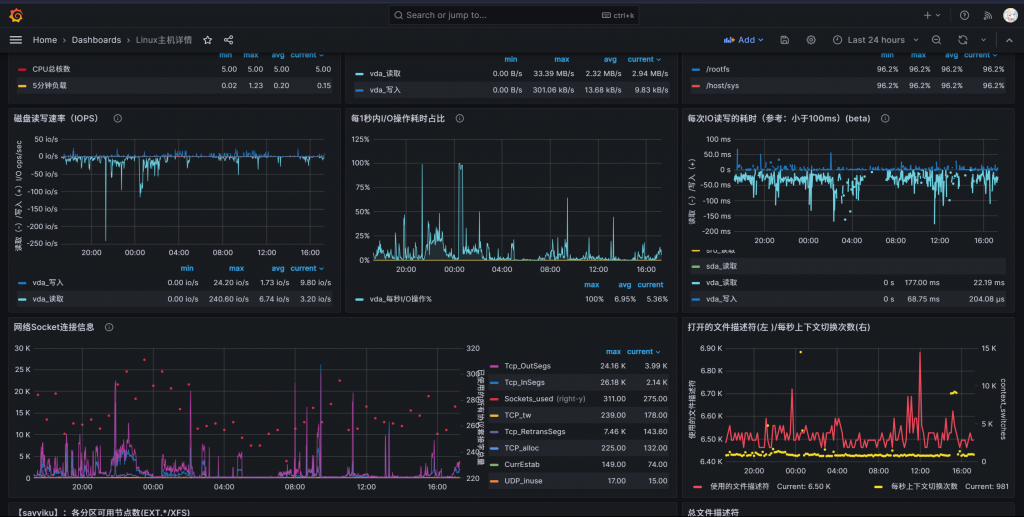 Search or jump to...
ctrl+k
Home
Dashboards
Linux主机详情
Add
Last 24 hours
min max avg current
CPU总核数 5.00 5.00 5.00 5.00
5分钟负载 0.02 1.23 0.20 0.15
min max avg current
vda_读取 0.00 B/s 33.39 MB/s 2.32 MB/s 2.94 MB/s
vda_写入 0.00 B/s 301.06 kB/s 13.68 kB/s 9.83 kB/s
min max avg current
/rootfs 96.2% 96.2% 96.2% 96.2%
/host/sys 96.2% 96.2% 96.2% 96.2%
磁盘读写速率（IOPS）
读取（-）/写入（+）I/O ops/sec
50 io/s
0 io/s
-50 io/s
-100 io/s
-150 io/s
-200 io/s
-250 io/s
20:00 00:00 04:00 08:00 12:00 16:00
min max avg current
vda_写入 0.00 io/s 24.20 io/s 1.73 io/s 9.80 io/s
vda_读取 0.00 io/s 240.60 io/s 6.74 io/s 3.20 io/s
每1秒内I/O操作耗时占比
125%
100%
75%
50%
25%
0%
20:00 00:00 04:00 08:00 12:00 16:00
max avg current
vda_每秒I/O操作% 100% 6.95% 5.36%
每次IO读写的耗时（参考：小于100ms）(beta)
读取（-）/写入（+）
100 ms
50.0 ms
0 s
-50.0 ms
-100 ms
-150 ms
-200 ms
20:00 00:00 04:00 08:00 12:00 16:00
sr0_读取
sda_读取
vda_读取 0 s 177.00 ms 22.19 ms
vda_写入 0 s 68.75 ms 204.08 µs
网络Socket连接信息
30 K
25 K
20 K
15 K
10 K
5 K
0
20:00 00:00 04:00 08:00 12:00 16:00
320
300
280
260
240
220
已使用的所有协议套接字总量
max current
Tcp_OutSegs 24.16 K 3.99 K
Tcp_InSegs 26.18 K 2.14 K
Sockets_used (right-y) 311.00 275.00
TCP_tw 239.00 178.00
Tcp_RetransSegs 7.46 K 143.60
TCP_alloc 225.00 132.00
CurrEstab 149.00 74.00
UDP_inuse 17.00 15.00
打开的文件描述符(左 )/每秒上下文切换次数(右)
使用的文件描述符
6.90 K
6.80 K
6.70 K
6.60 K
6.50 K
6.40 K
20:00 00:00 04:00 08:00 12:00 16:00
15 K
10 K
5 K
0
context_switches
使用的文件描述符 Current: 6.50 K
每秒上下文切换次数 Current: 981
【sayyiku】：各分区可用节点数(EXT.*/XFS)
总文件描述符